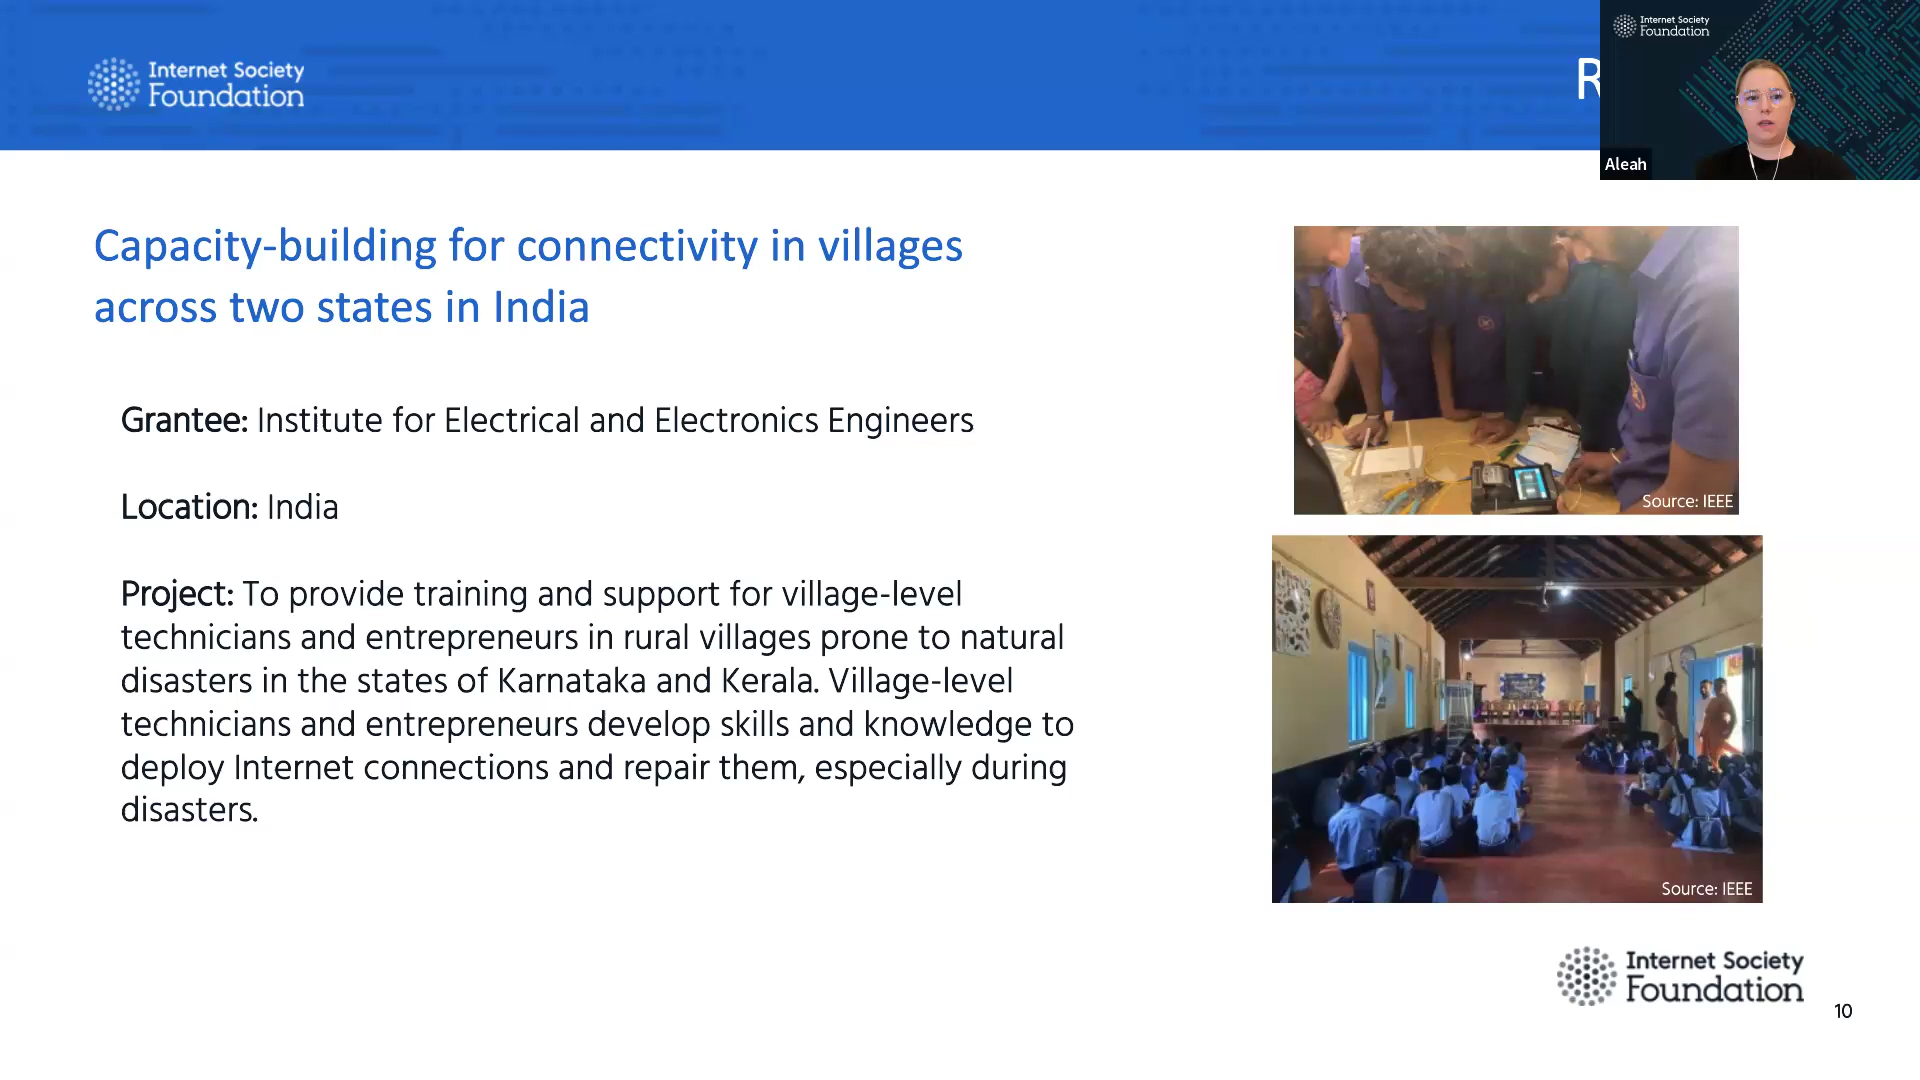 Internet Society
Foundation
R
Internet Society
Foundation
Aleah
Capacity-building for connectivity in villages
across two states in India
Grantee: Institute for Electrical and Electronics Engineers
Location: India
Project: To provide training and support for village-level
technicians and entrepreneurs in rural villages prone to natural
disasters in the states of Karnataka and Kerala. Village-level
technicians and entrepreneurs develop skills and knowledge to
deploy Internet connections and repair them, especially during
disasters.
Source: IEEE
Source: IEEE
Internet Society
Foundation
10